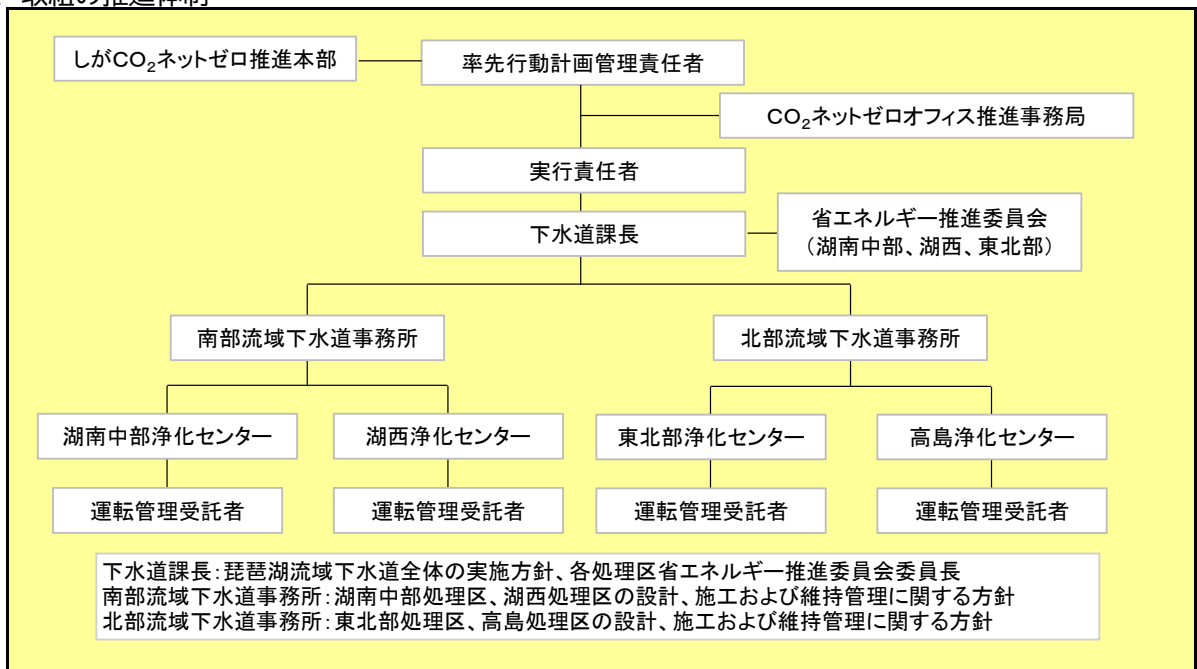 取組の推進体制
しがCO₂ネットゼロ推進本部
率先行動計画管理責任者
CO₂ネットゼロオフィス推進事務局
実行責任者
下水道課長
省エネルギー推進委員会
（湖南中部、湖西、東北部）
南部流域下水道事務所
北部流域下水道事務所
湖南中部浄化センター
湖西浄化センター
東北部浄化センター
高島浄化センター
運転管理受託者
運転管理受託者
運転管理受託者
運転管理受託者
下水道課長：琵琶湖流域下水道全体の実施方針、各処理区省エネルギー推進委員会委員長
南部流域下水道事務所：湖南中部処理区、湖西処理区の設計、施工および維持管理に関する方針
北部流域下水道事務所：東北部処理区、高島処理区の設計、施工および維持管理に関する方針